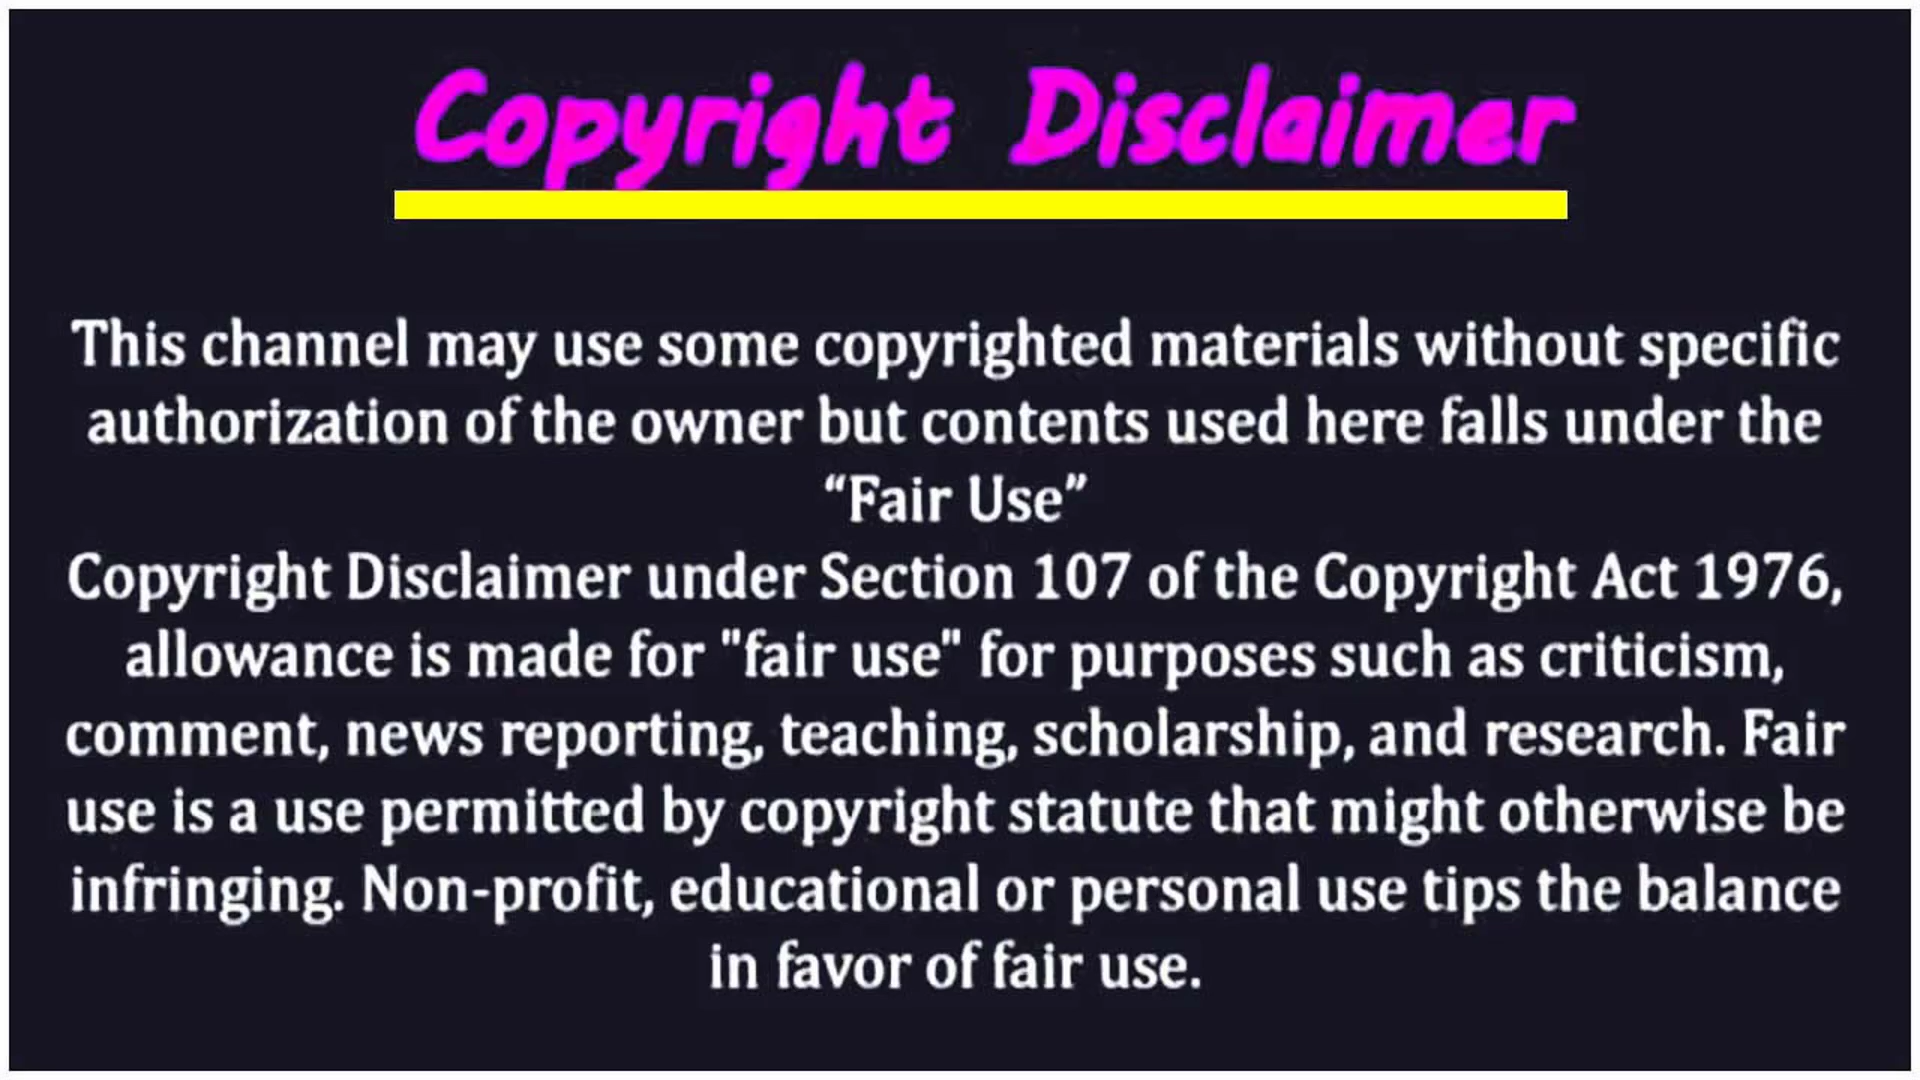 Copyright Disclaimer
This channel may use some copyrighted materials without specific
authorization of the owner but contents used here falls under the
“Fair Use”
Copyright Disclaimer under Section 107 of the Copyright Act 1976,
allowance is made for "fair use" for purposes such as criticism,
comment, news reporting, teaching, scholarship, and research. Fair
use is a use permitted by copyright statute that might otherwise be
infringing. Non-profit, educational or personal use tips the balance
in favor of fair use.